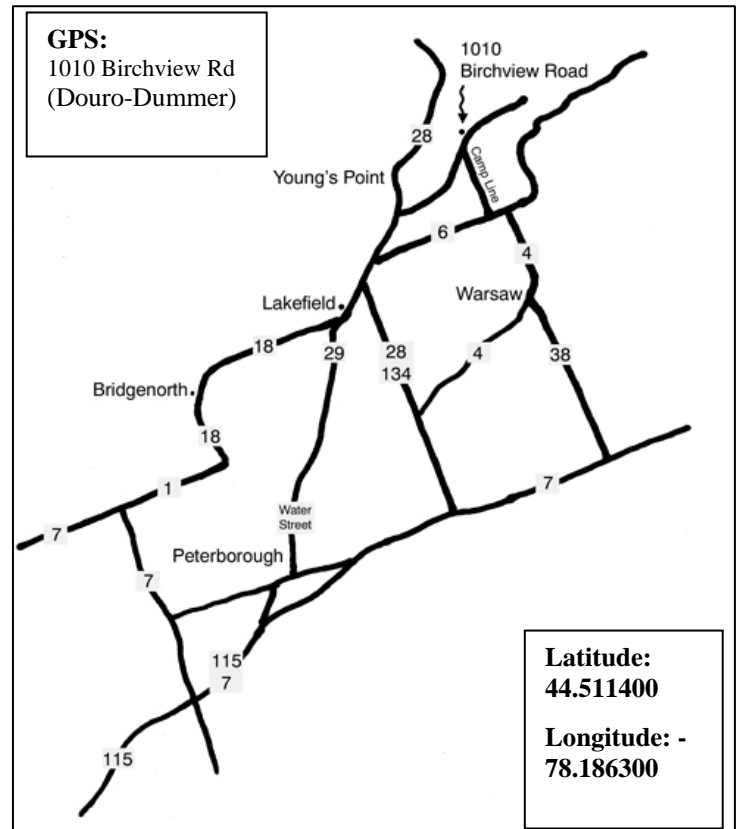 GPS:
1010 Birchview Rd
(Douro-Dummer)
1010
Birchview Road
28
Young's Point
Camp Line
6
4
Lakefield
Warsaw
18
29
28
134
4
38
Bridgenorth
18
1
7
7
Water
Street
Peterborough
7
115
7
115
Latitude:
44.511400
Longitude: -
78.186300